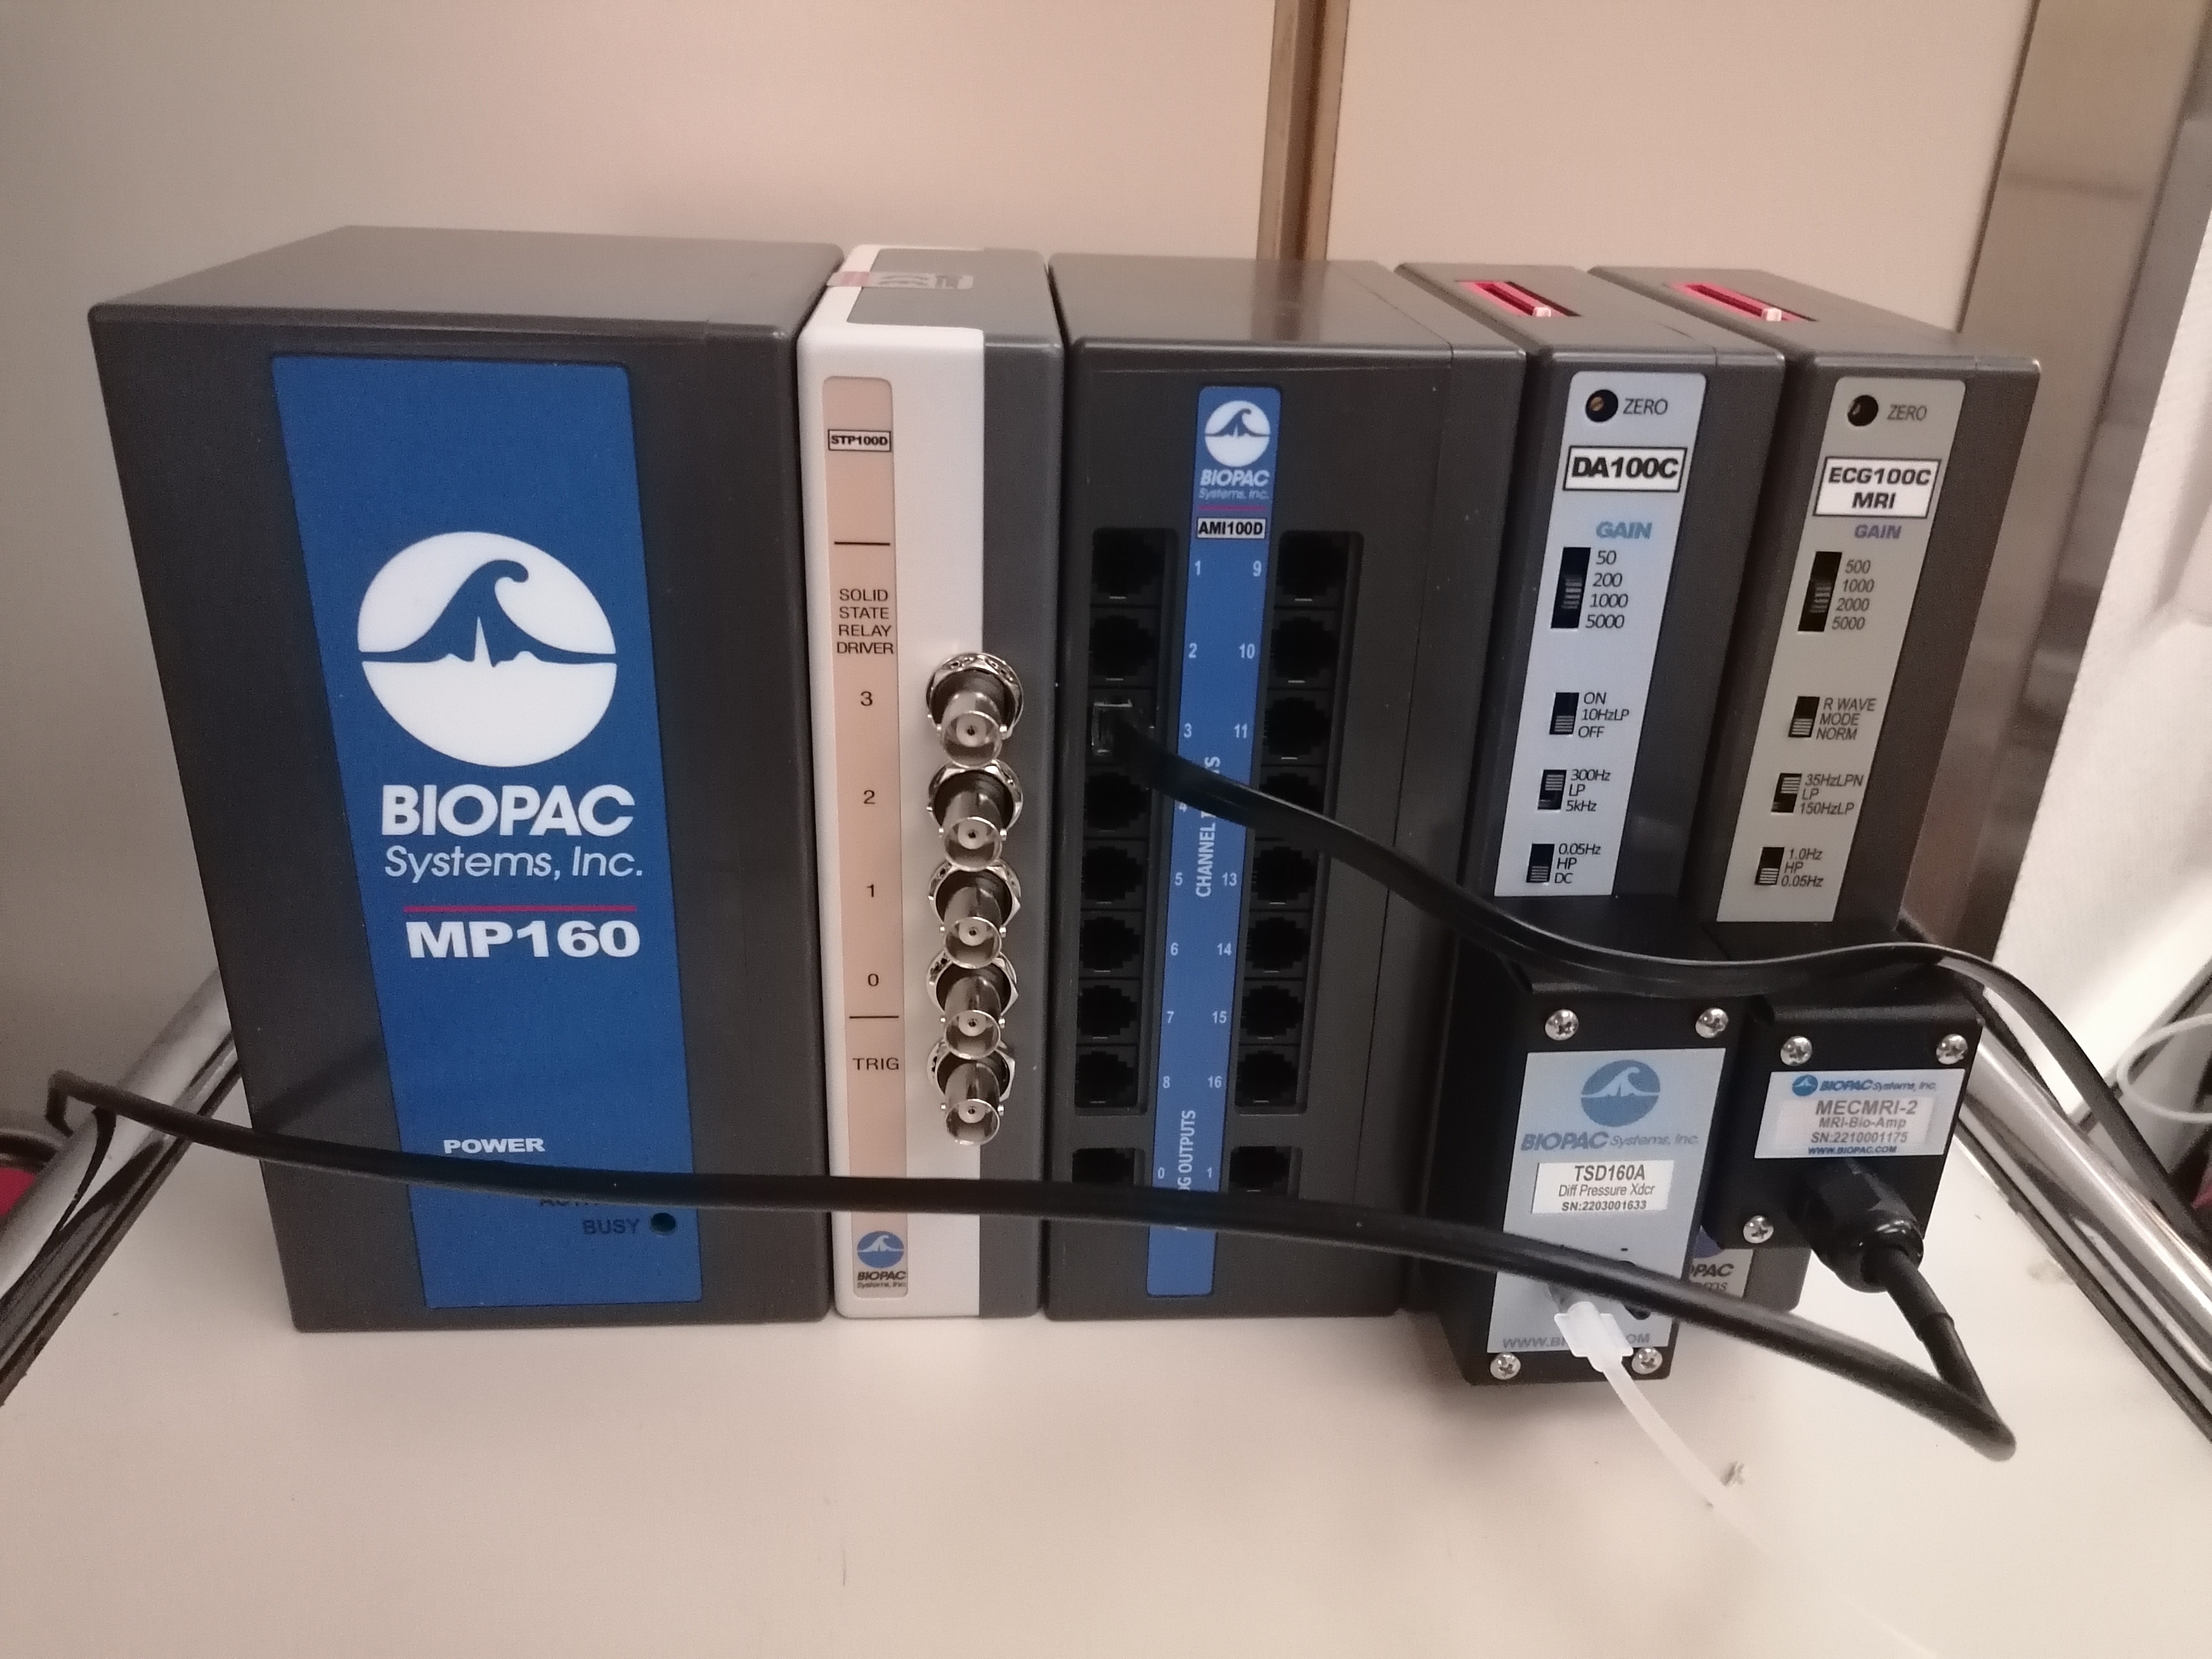 BIOPAC
Systems, Inc.
MP160
POWER
BUSY
STP100D
SOLID
STATE
RELAY
DRIVER
3
2
1
0
TRIG
BIOPAC
Systems, Inc.
BIOPAC
Systems, Inc.
AMI100D
1 9
2 10
3 11
4
5 13
6 14
7 15
8 16
CHANNEL
0 1
OUTPUTS
ZERO
DA100C
GAIN
50
200
1000
5000
ON
10HzLP
OFF
300Hz
LP
5kHz
0.05Hz
HP
DC
ZERO
ECG100C
MRI
GAIN
500
1000
2000
5000
R WAVE
MODE
NORM
35HzLPN
LP
150HzLP
1.0Hz
HP
0.05Hz
BIOPAC Systems, Inc.
TSD160A
Diff Pressure Xdcr
SN:2203001633
-
BIOPAC Systems, Inc.
MECMRI-2
MRI-Bio-Amp
SN:2210001175
WWW.BIOPAC.COM